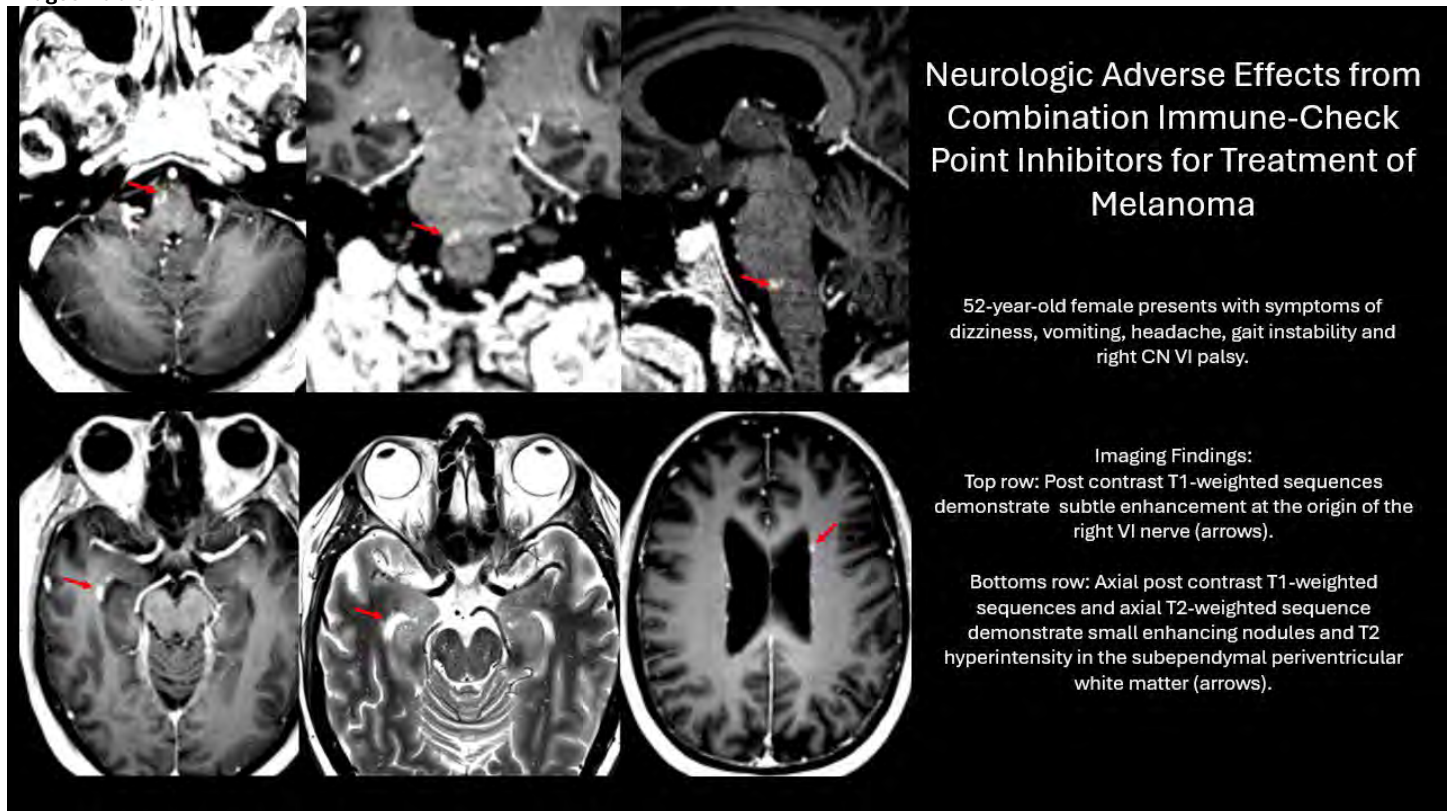 Neurologic Adverse Effects from
Combination Immune-Check
Point Inhibitors for Treatment of
Melanoma
52-year-old female presents with symptoms of
dizziness, vomiting, headache, gait instability and
right CN VI palsy.
Imaging Findings:
Top row: Post contrast T1-weighted sequences
demonstrate subtle enhancement at the origin of the
right VI nerve (arrows).
Bottoms row: Axial post contrast T1-weighted
sequences and axial T2-weighted sequence
demonstrate small enhancing nodules and T2
hyperintensity in the subependymal periventricular
white matter (arrows).